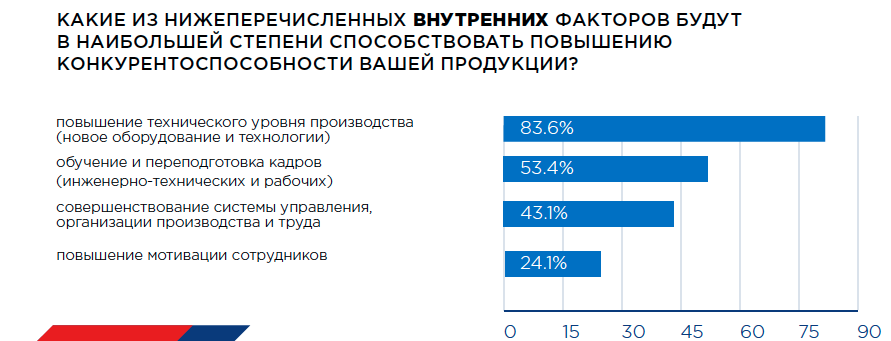 КАКИЕ ИЗ НИЖЕПЕРЕЧИСЛЕННЫХ ВНУТРЕННИХ ФАКТОРОВ БУДУТ
В НАИБОЛЬШЕЙ СТЕПЕНИ СПОСОБСТВОВАТЬ ПОВЫШЕНИЮ
КОНКУРЕНТОСПОСОБНОСТИ ВАШЕЙ ПРОДУКЦИИ?
повышение технического уровня производства
(новое оборудование и технологии)
83.6%
обучение и переподготовка кадров
(инженерно-технических и рабочих)
53.4%
совершенствование системы управления,
организации производства и труда
43.1%
повышение мотивации сотрудников
24.1%
0 15 30 45 60 75 90